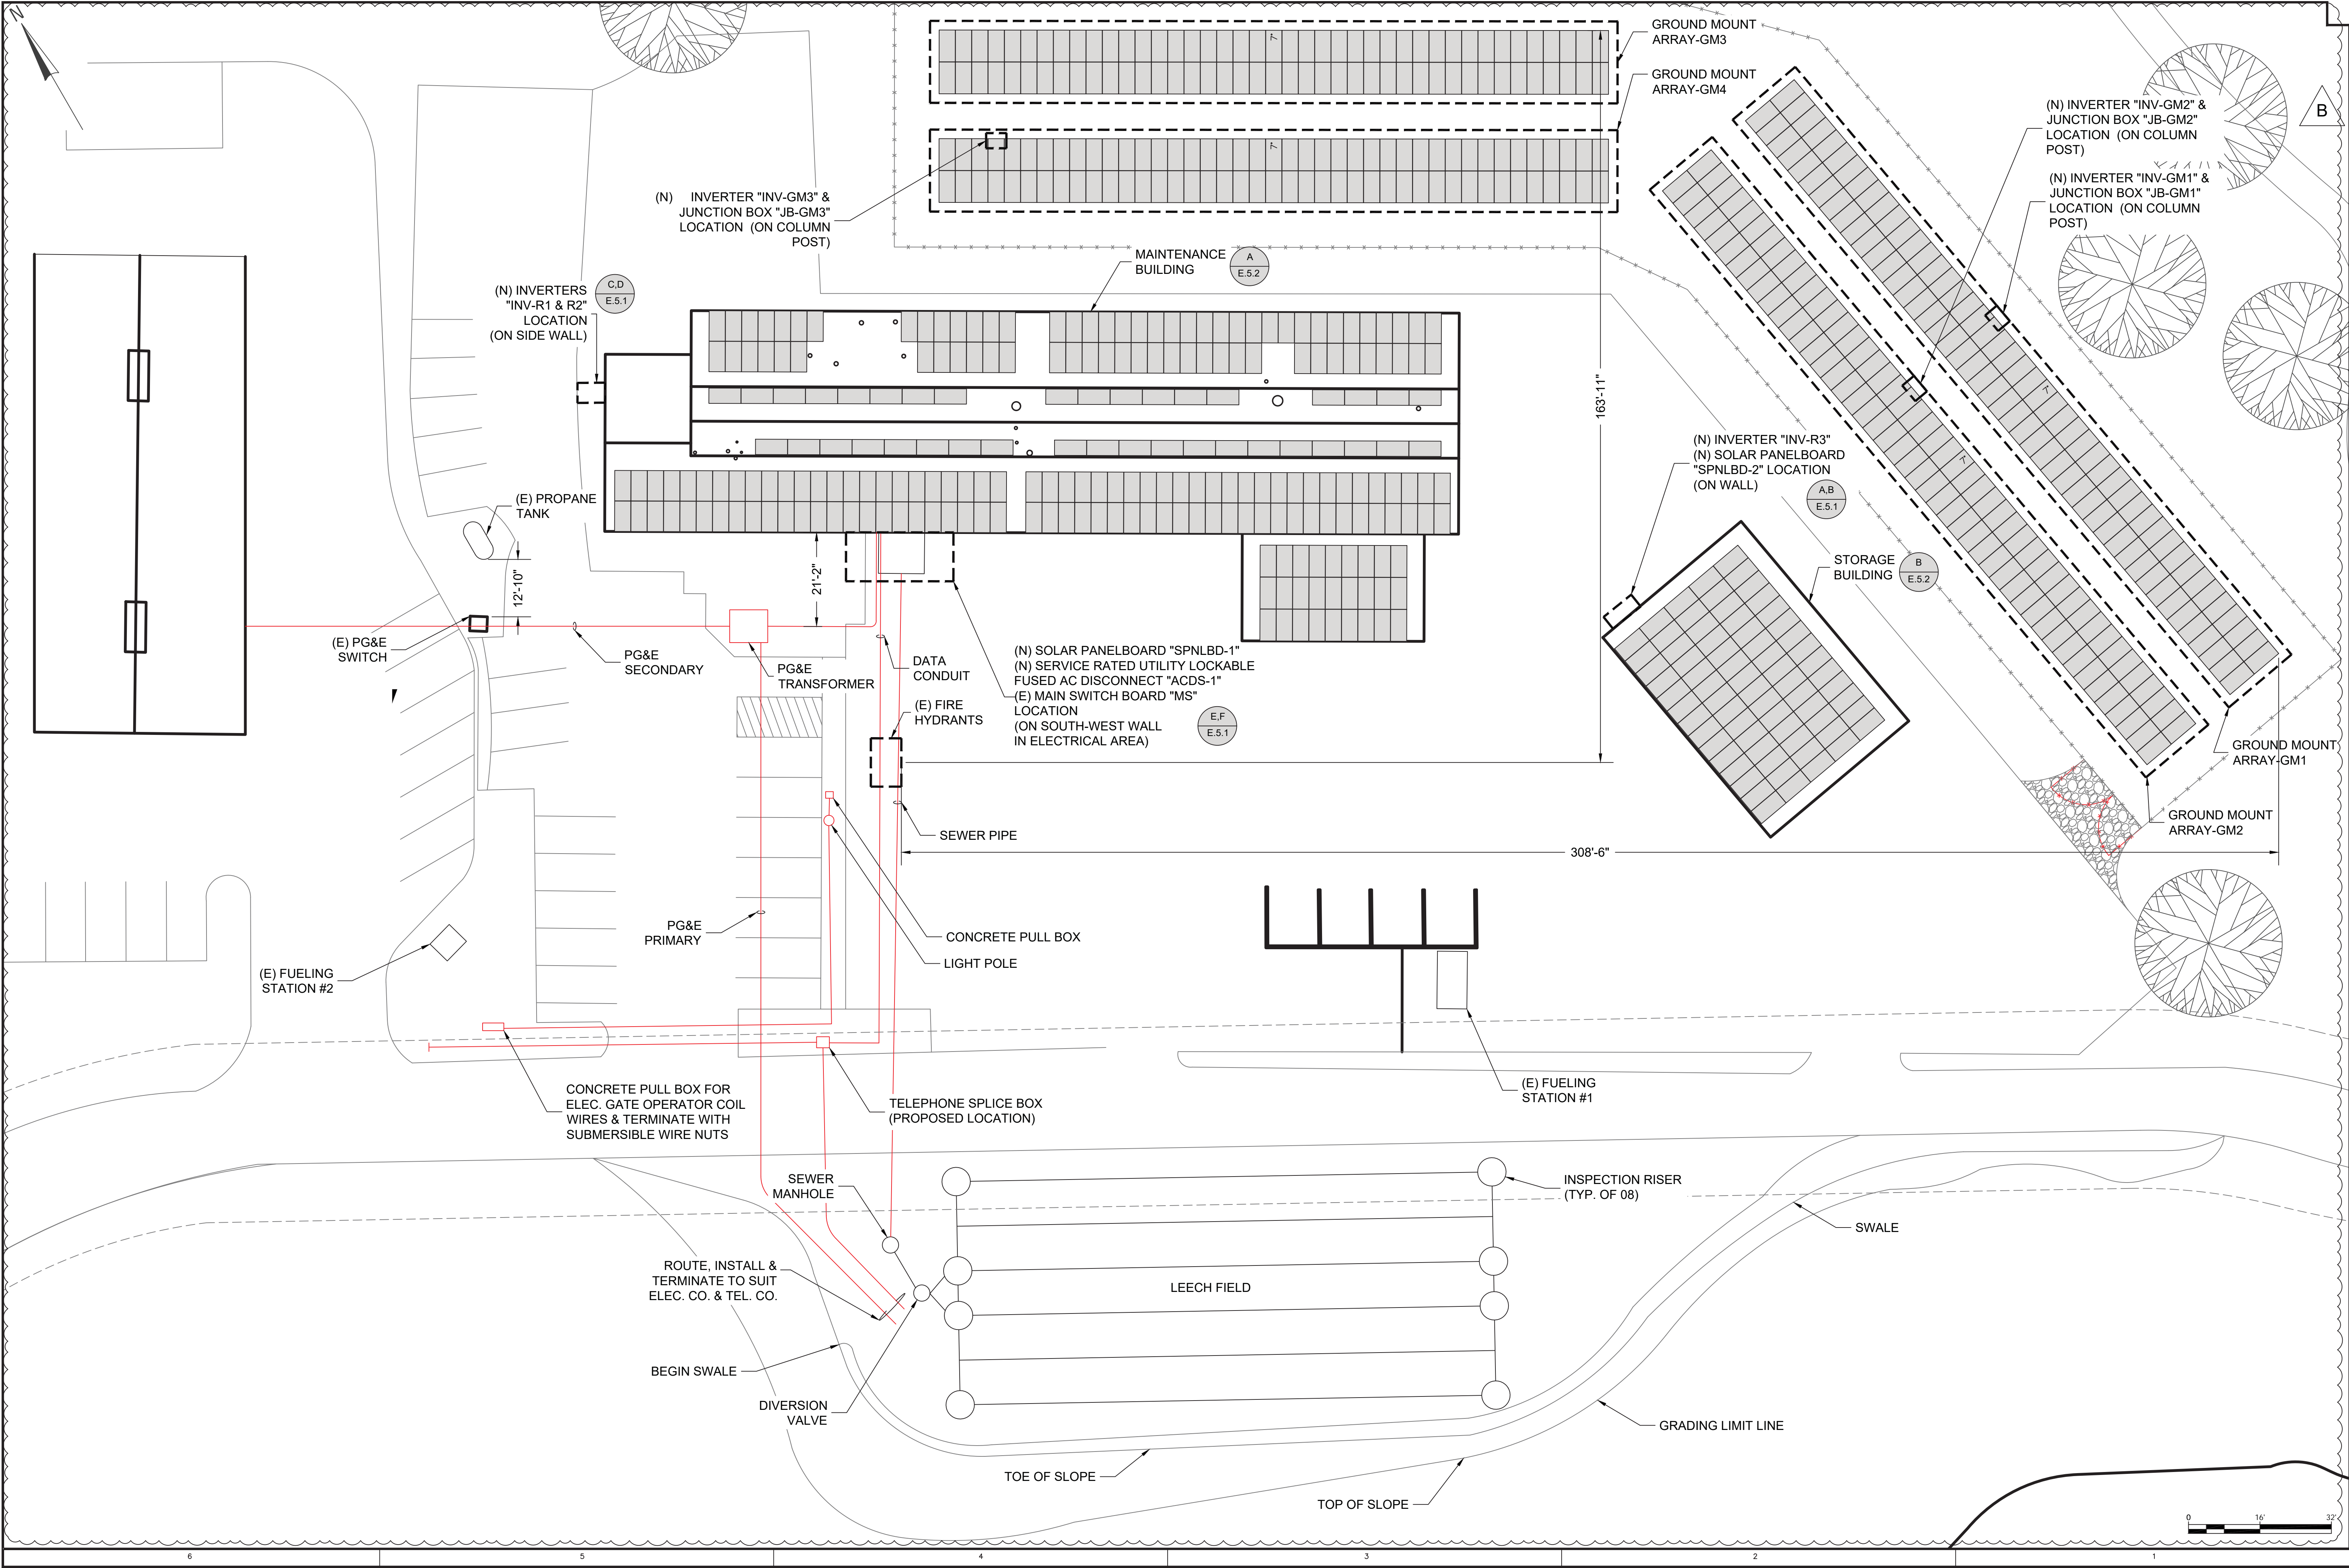 N
GROUND MOUNT
ARRAY-GM3
GROUND MOUNT
ARRAY-GM4
(N) INVERTER "INV-GM2" &
JUNCTION BOX "JB-GM2"
LOCATION (ON COLUMN
POST)
B
(N) INVERTER "INV-GM1" &
JUNCTION BOX "JB-GM1"
LOCATION (ON COLUMN
POST)
(N) INVERTER "INV-GM3" &
JUNCTION BOX "JB-GM3"
LOCATION (ON COLUMN
POST)
MAINTENANCE
BUILDING
A
E.5.2
(N) INVERTERS
"INV-R1 & R2"
LOCATION
(ON SIDE WALL)
C,D
E.5.1
163'-11"
(N) INVERTER "INV-R3"
(N) SOLAR PANELBOARD
"SPNLBD-2" LOCATION
(ON WALL)
A,B
E.5.1
(E) PROPANE
TANK
12'-10"
21'-2"
STORAGE
BUILDING
B
E.5.2
(E) PG&E
SWITCH
PG&E
SECONDARY
PG&E
TRANSFORMER
DATA
CONDUIT
(E) FIRE
HYDRANTS
(N) SOLAR PANELBOARD "SPNLBD-1"
(N) SERVICE RATED UTILITY LOCKABLE
FUSED AC DISCONNECT "ACDS-1"
(E) MAIN SWITCH BOARD "MS"
LOCATION
(ON SOUTH-WEST WALL
IN ELECTRICAL AREA)
E,F
E.5.1
GROUND MOUNT
ARRAY-GM1
GROUND MOUNT
ARRAY-GM2
SEWER PIPE
308'-6"
PG&E
PRIMARY
CONCRETE PULL BOX
LIGHT POLE
(E) FUELING
STATION #2
(E) FUELING
STATION #1
CONCRETE PULL BOX FOR
ELEC. GATE OPERATOR COIL
WIRES & TERMINATE WITH
SUBMERSIBLE WIRE NUTS
TELEPHONE SPLICE BOX
(PROPOSED LOCATION)
SEWER
MANHOLE
INSPECTION RISER
(TYP. OF 08)
SWALE
ROUTE, INSTALL &
TERMINATE TO SUIT
ELEC. CO. & TEL. CO.
LEECH FIELD
BEGIN SWALE
DIVERSION
VALVE
GRADING LIMIT LINE
TOE OF SLOPE
TOP OF SLOPE
0 16' 32'
6 5 4 3 2 1